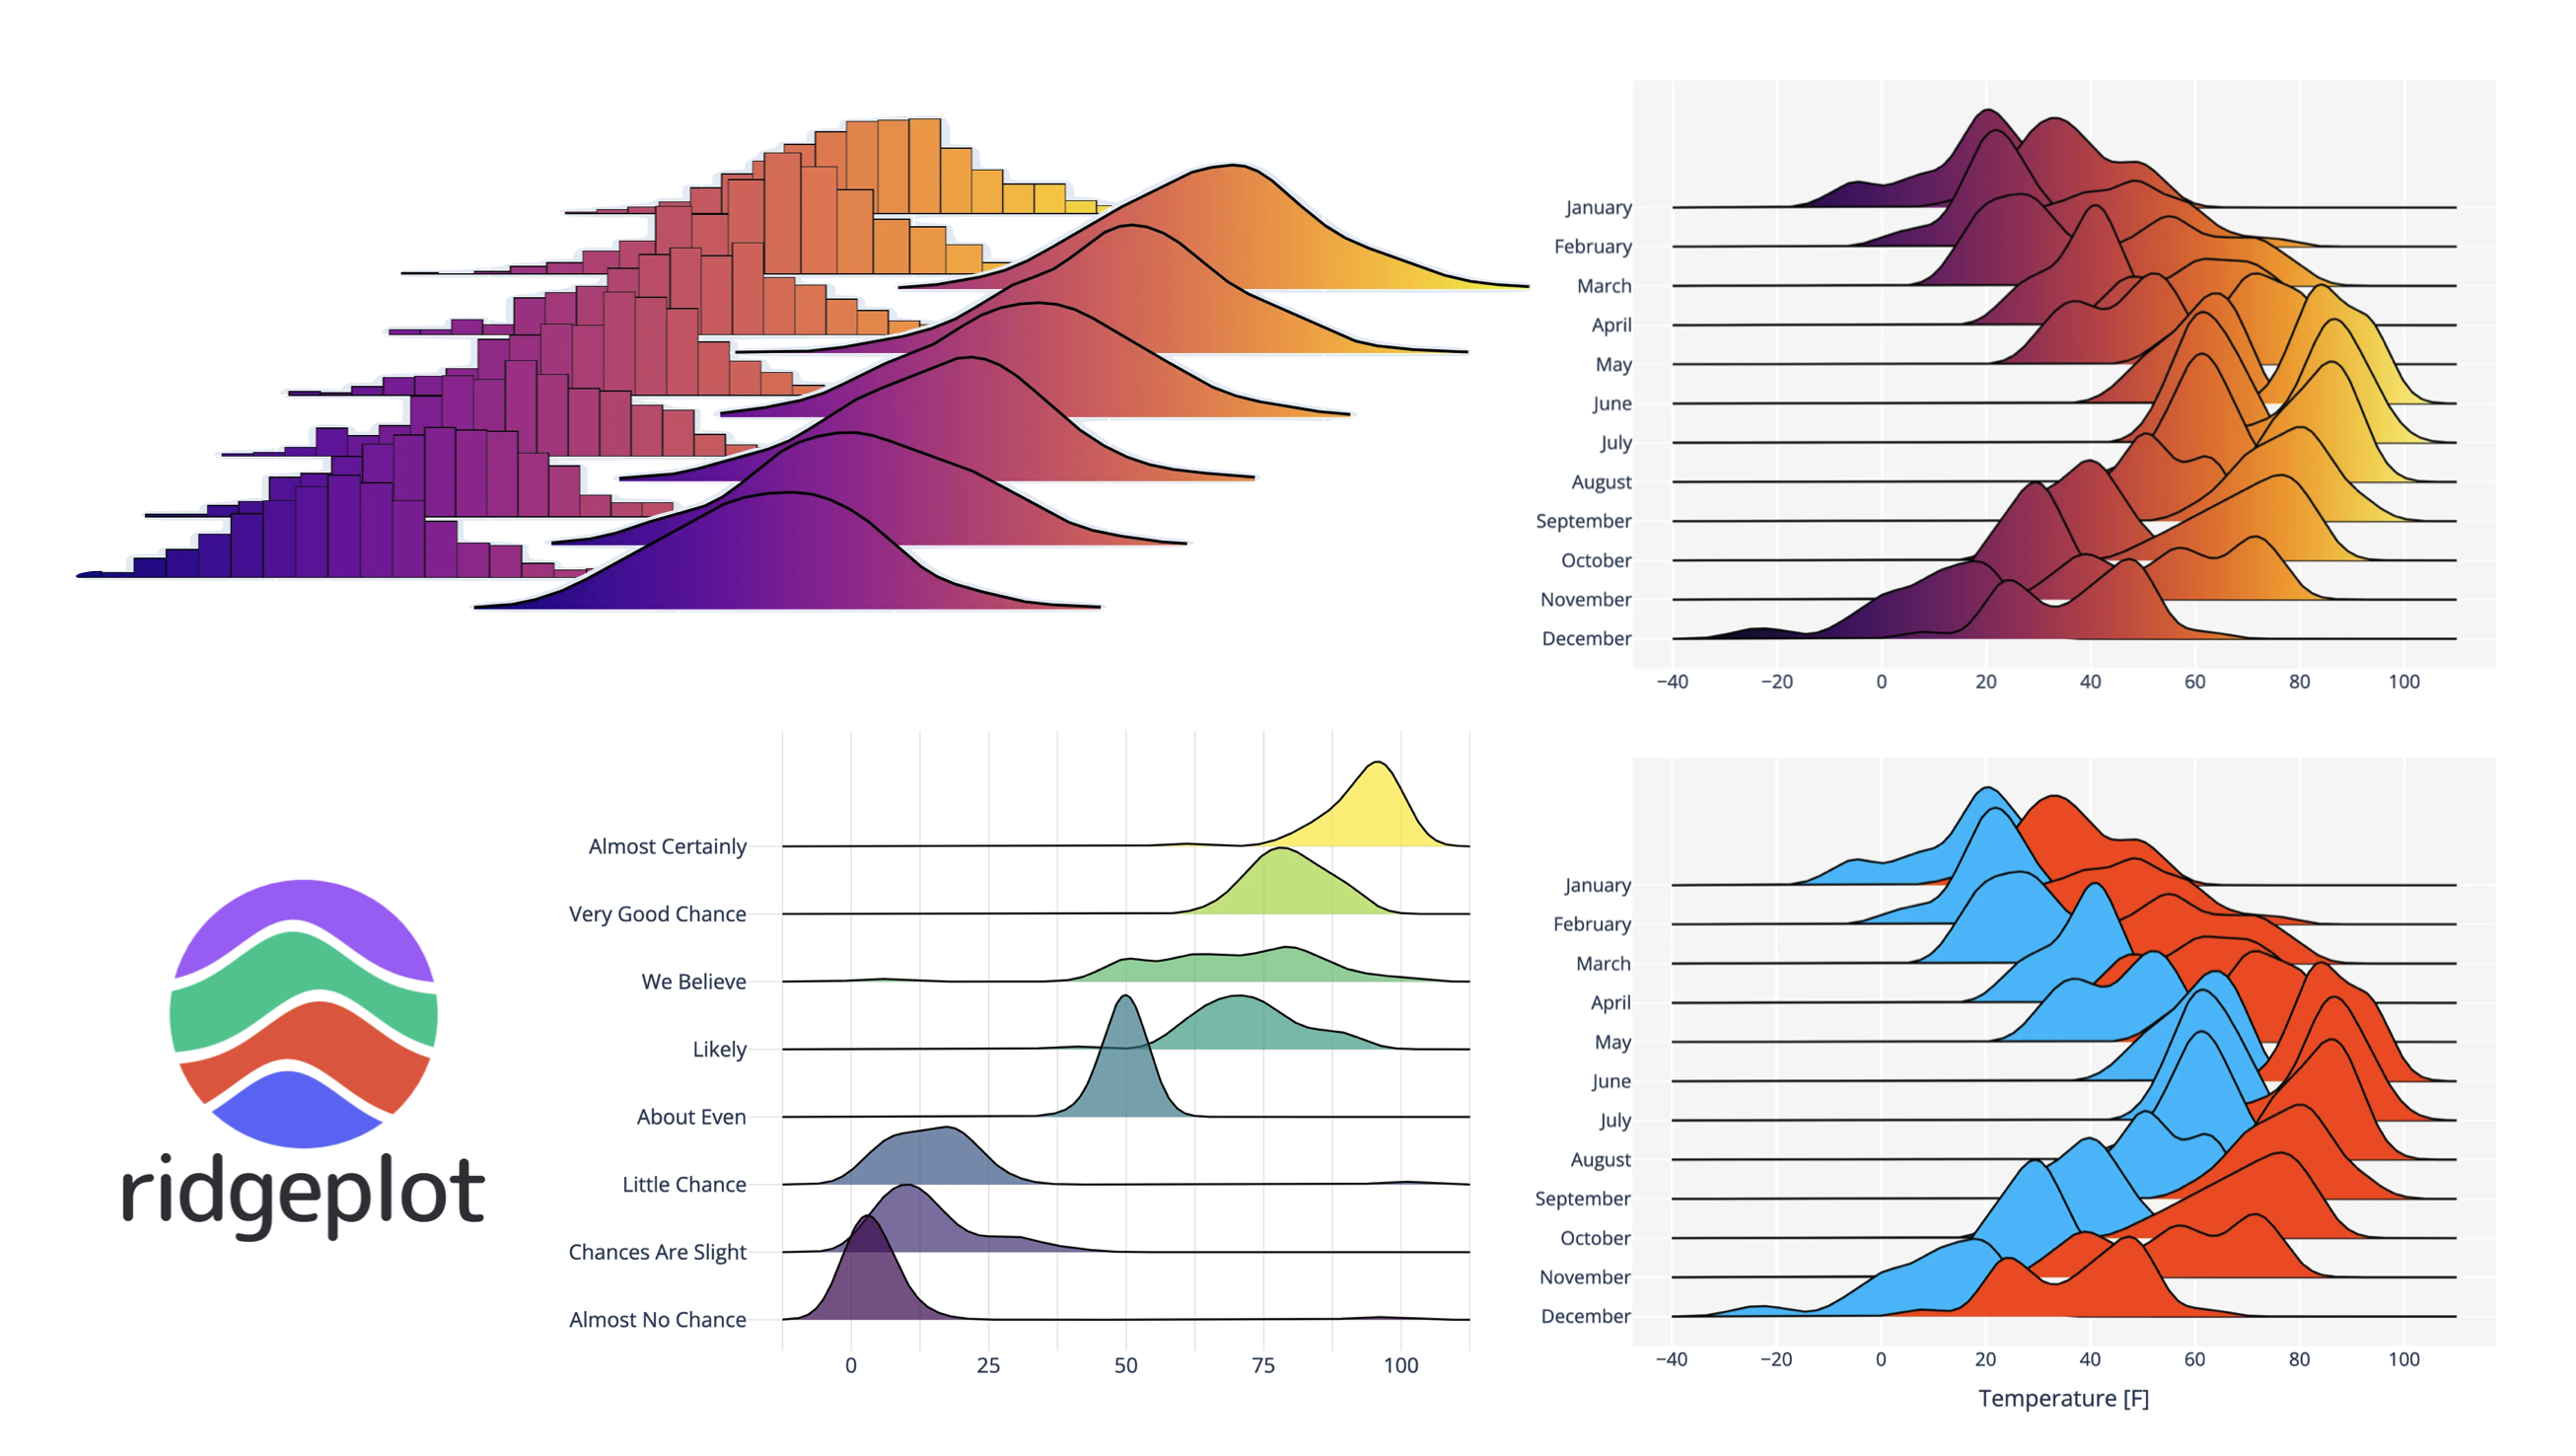 January
February
March
April
May
June
July
August
September
October
November
December
−40 −20 0 20 40 60 80 100
ridgeplot
Almost Certainly
Very Good Chance
We Believe
Likely
About Even
Little Chance
Chances Are Slight
Almost No Chance
0 25 50 75 100
January
February
March
April
May
June
July
August
September
October
November
December
−40 −20 0 20 40 60 80 100
Temperature [F]